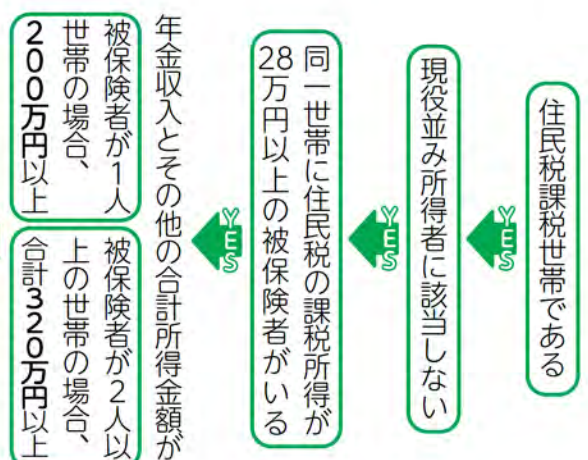 住民税課税世帯である
YES
現役並み所得者に該当しない
YES
同一世帯に住民税の課税所得が
28万円以上の被保険者がいる
YES
年金収入とその他の合計所得金額が
被保険者が1人
世帯の場合、
200万円以上
被保険者が2人以
上の世帯の場合、
合計320万円以上